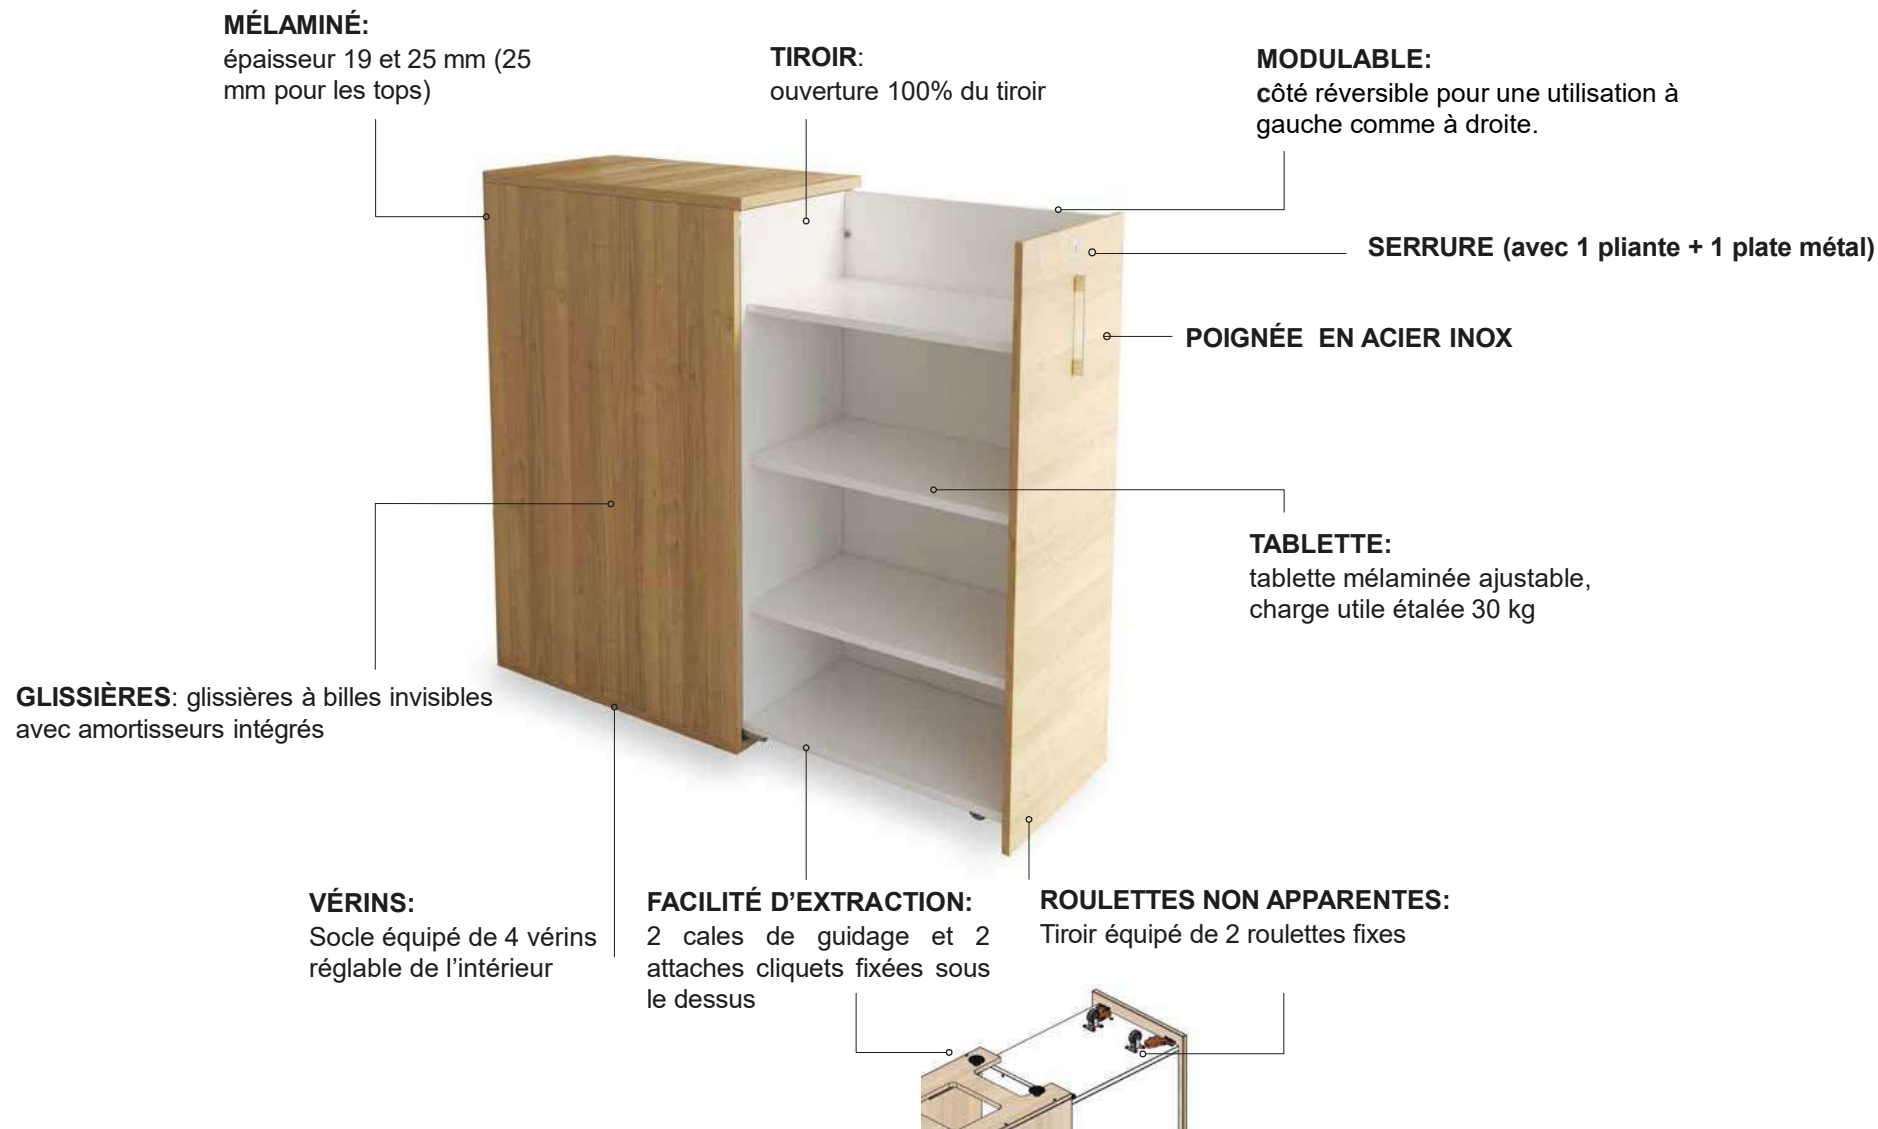 MÉLAMINÉ:
épaisseur 19 et 25 mm (25
mm pour les tops)
TIROIR:
ouverture 100% du tiroir
MODULABLE:
côté réversible pour une utilisation à
gauche comme à droite.
SERRURE (avec 1 pliante + 1 plate métal)
POIGNÉE EN ACIER INOX
TABLETTE:
tablette mélaminée ajustable,
charge utile étalée 30 kg
GLISSIÈRES: glissières à billes invisibles
avec amortisseurs intégrés
VÉRINS:
Socle équipé de 4 vérins
réglable de l’intérieur
FACILITÉ D’EXTRACTION:
2 cales de guidage et 2
attaches cliquets fixées sous
le dessus
ROULETTES NON APPARENTES:
Tiroir équipé de 2 roulettes fixes